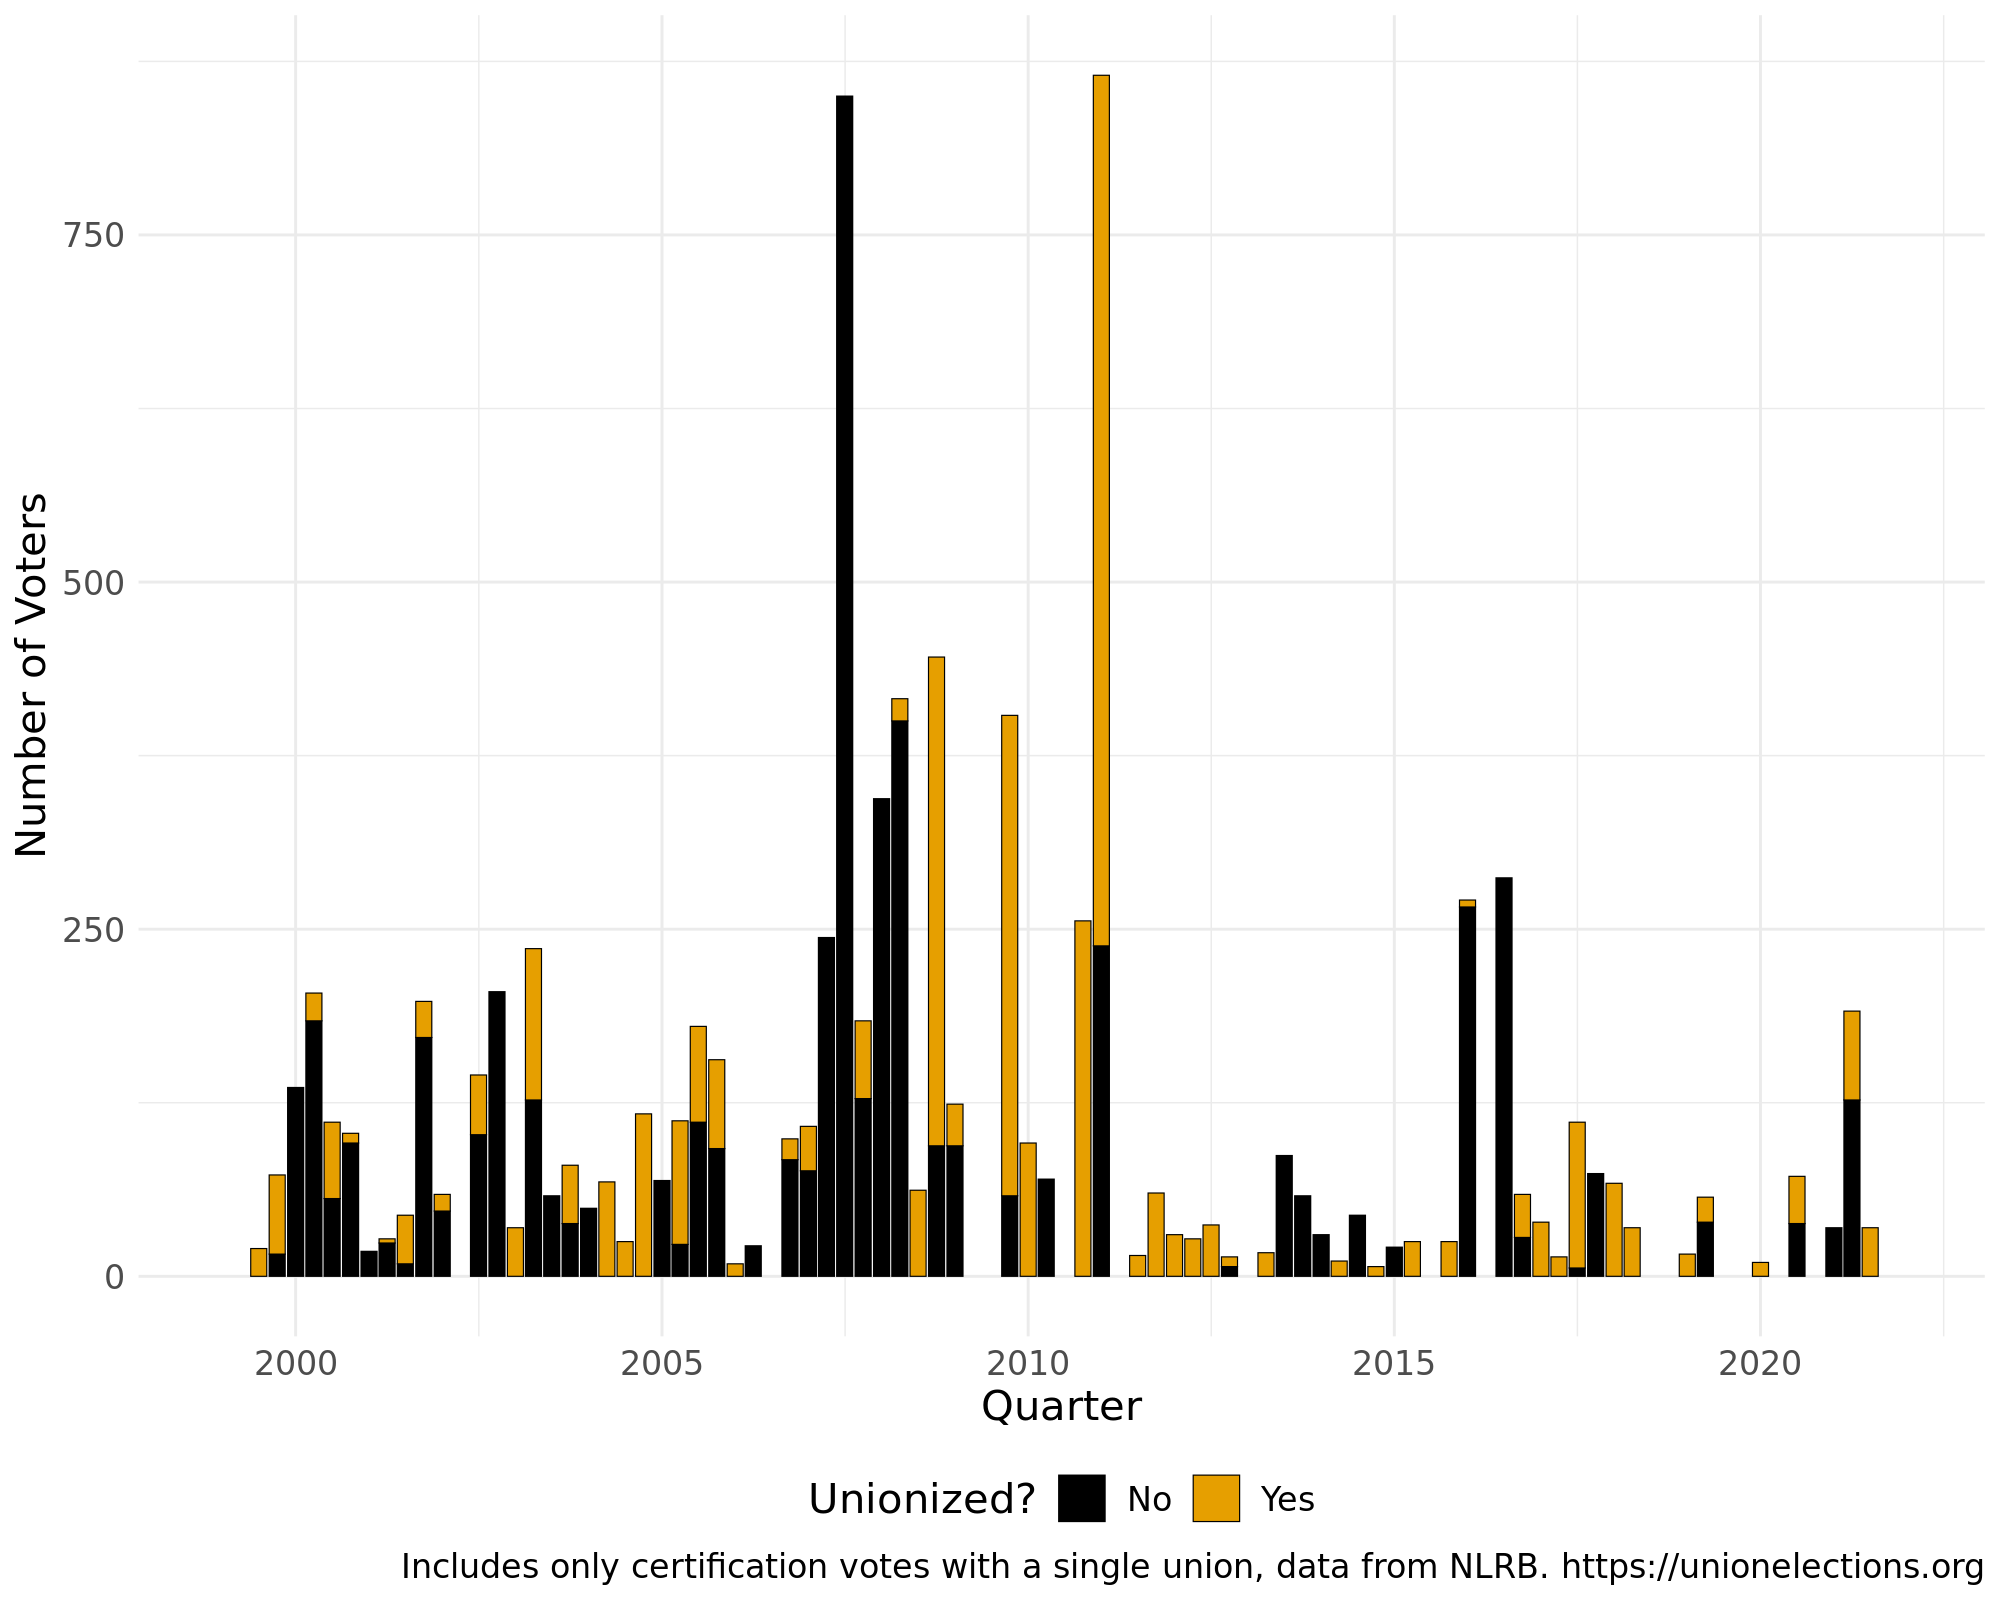 Number of Voters
750
500
250
0
2000 2005 2010 2015 2020
Quarter
Unionized? No Yes
Includes only certification votes with a single union, data from NLRB. https://unionelections.org